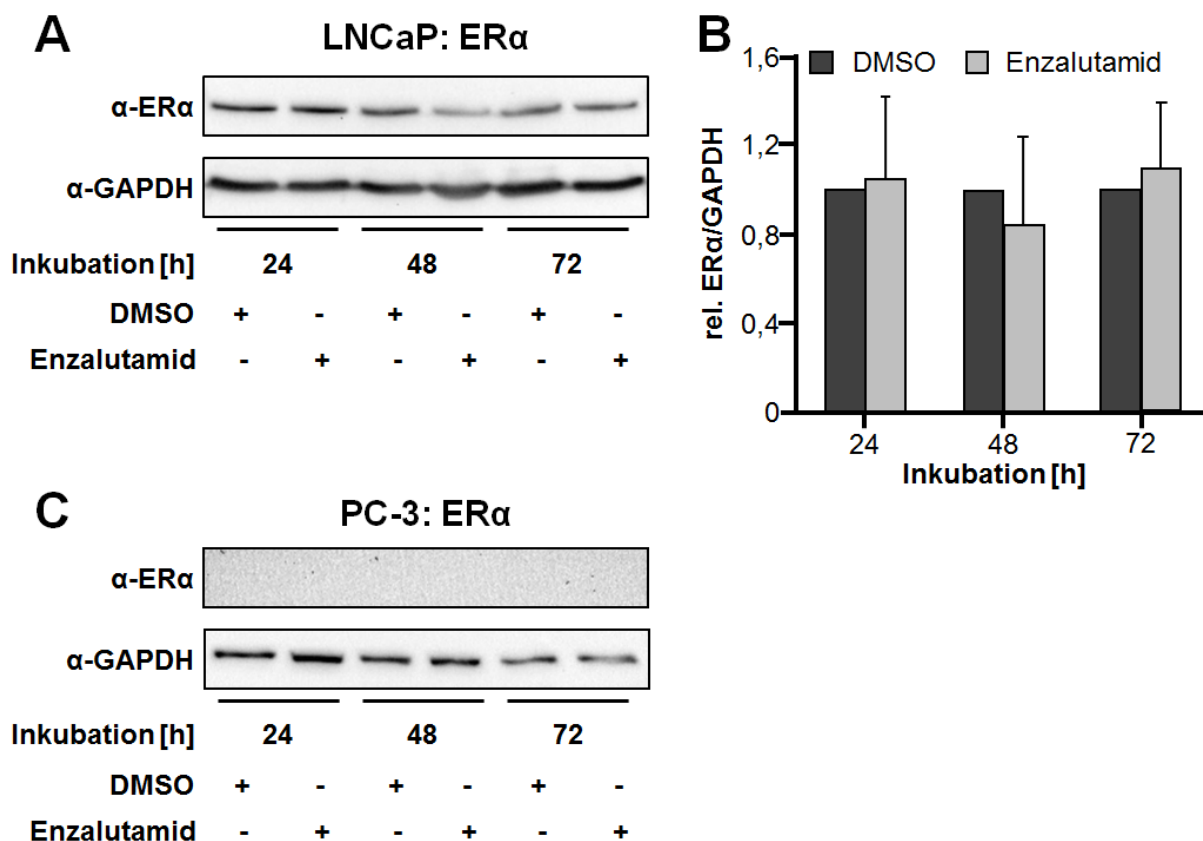 A
LNCaP: ERα
α-ERα
α-GAPDH
Inkubation [h] 24 48 72
DMSO + - + - + -
Enzalutamid - + - + - +
B
DMSO Enzalutamid
rel. ERα/GAPDH
1,6
1,2
0,8
0,4
0
24 48 72
Inkubation [h]
C
PC-3: ERα
α-ERα
α-GAPDH
Inkubation [h] 24 48 72
DMSO + - + - + -
Enzalutamid - + - + - +